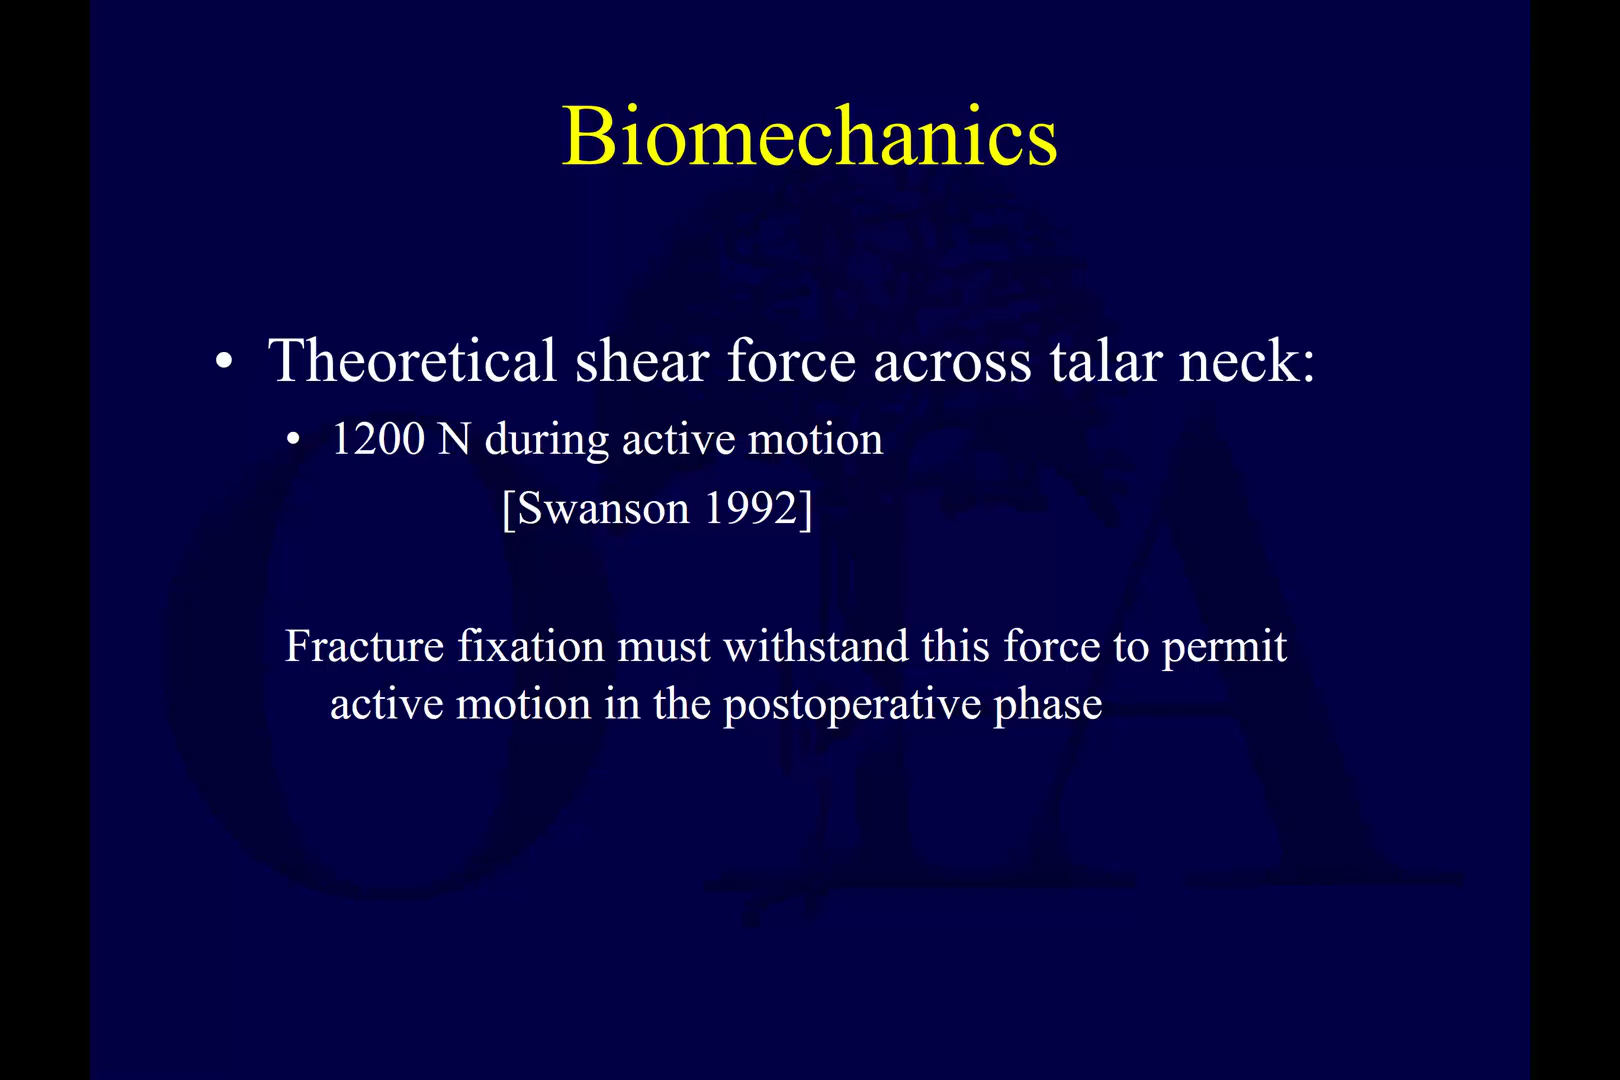 Biomechanics
• Theoretical shear force across talar neck:
• 1200 N during active motion
[Swanson 1992]
Fracture fixation must withstand this force to permit
active motion in the postoperative phase
OTA